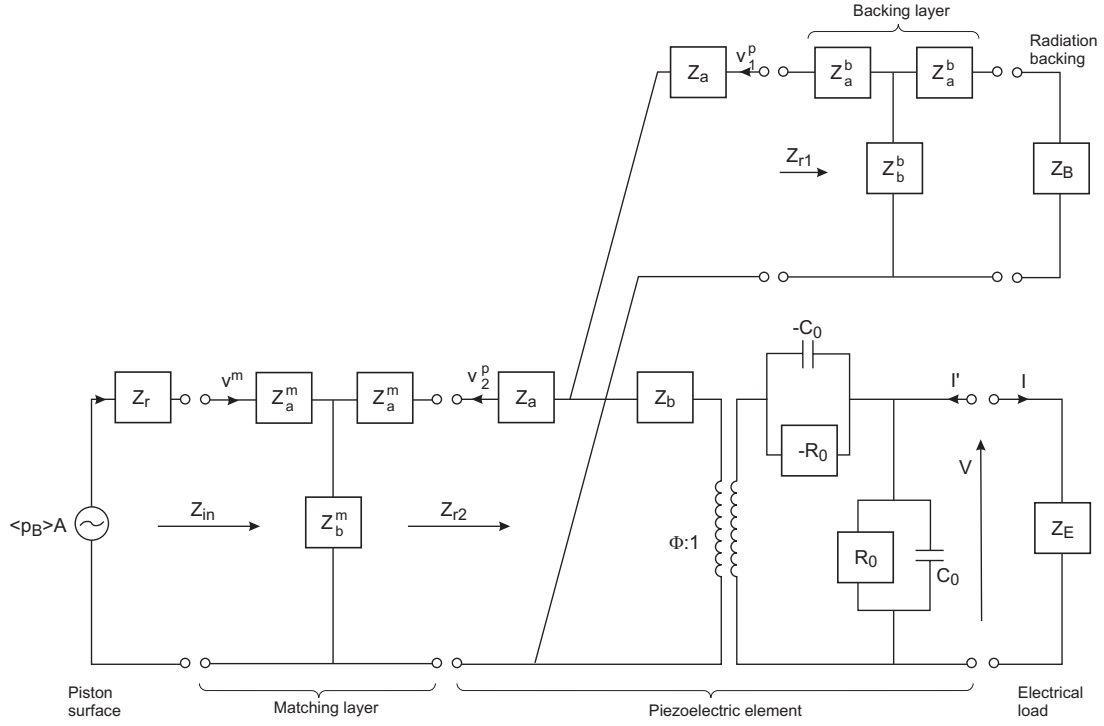 Backing layer
Radiation
backing
Z_a
v_1^p
Z_a^b
Z_a^b
Z_r1
Z_b^b
Z_B
-C_0
Z_r
v^m
Z_a^m
Z_a^m
v_2^p
Z_a
Z_b
I'
I
-R_0
V
<p_B>A
Z_in
Z_b^m
Z_r2
Φ:1
R_0
C_0
Z_E
Piston
surface
Matching layer
Piezoelectric element
Electrical
load